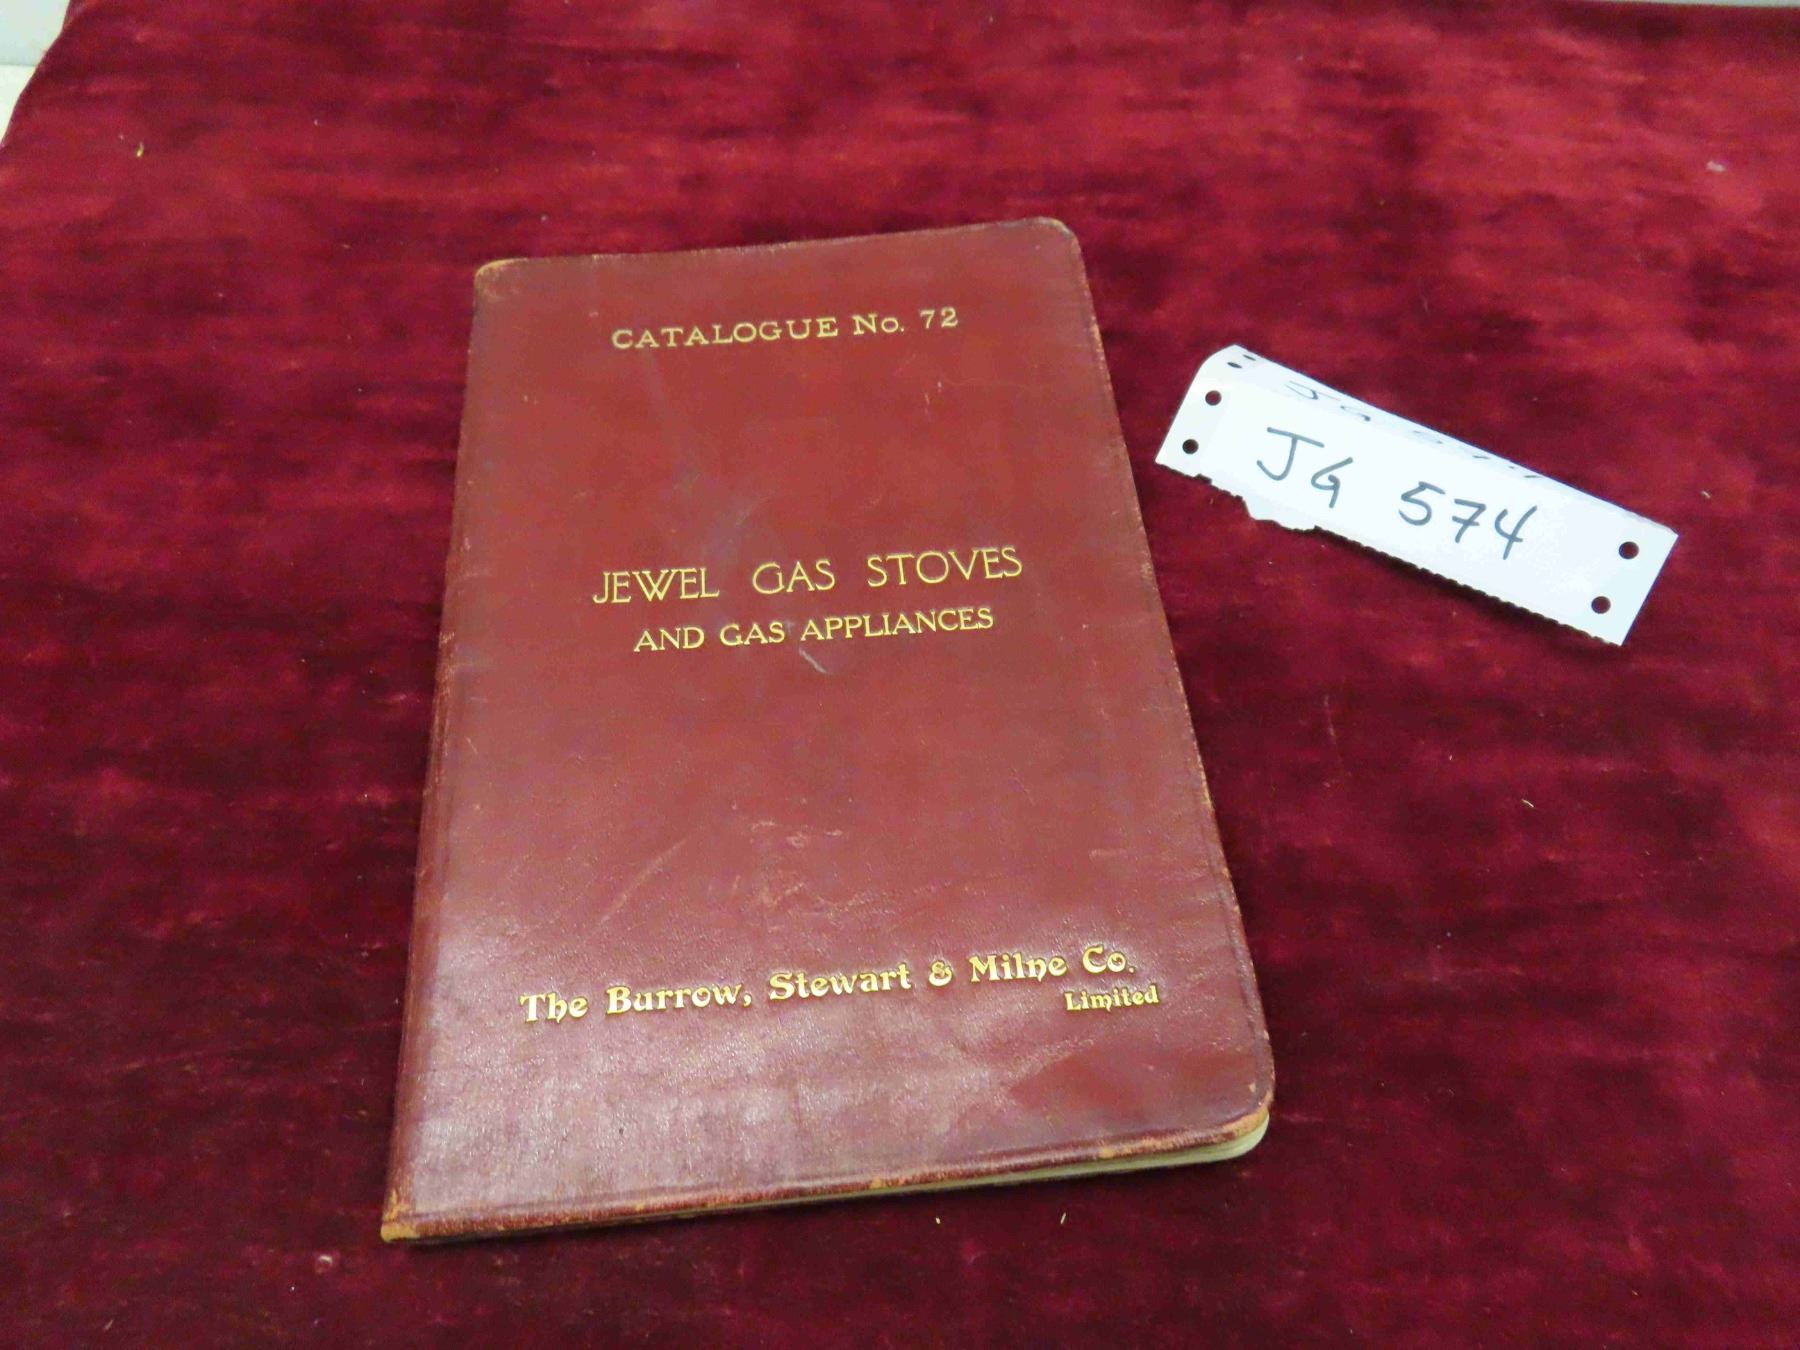 CATALOGUE No. 72
JEWEL GAS STOVES
AND GAS APPLIANCES
The Burrow, Stewart & Milne Co.
Limited
JG 574